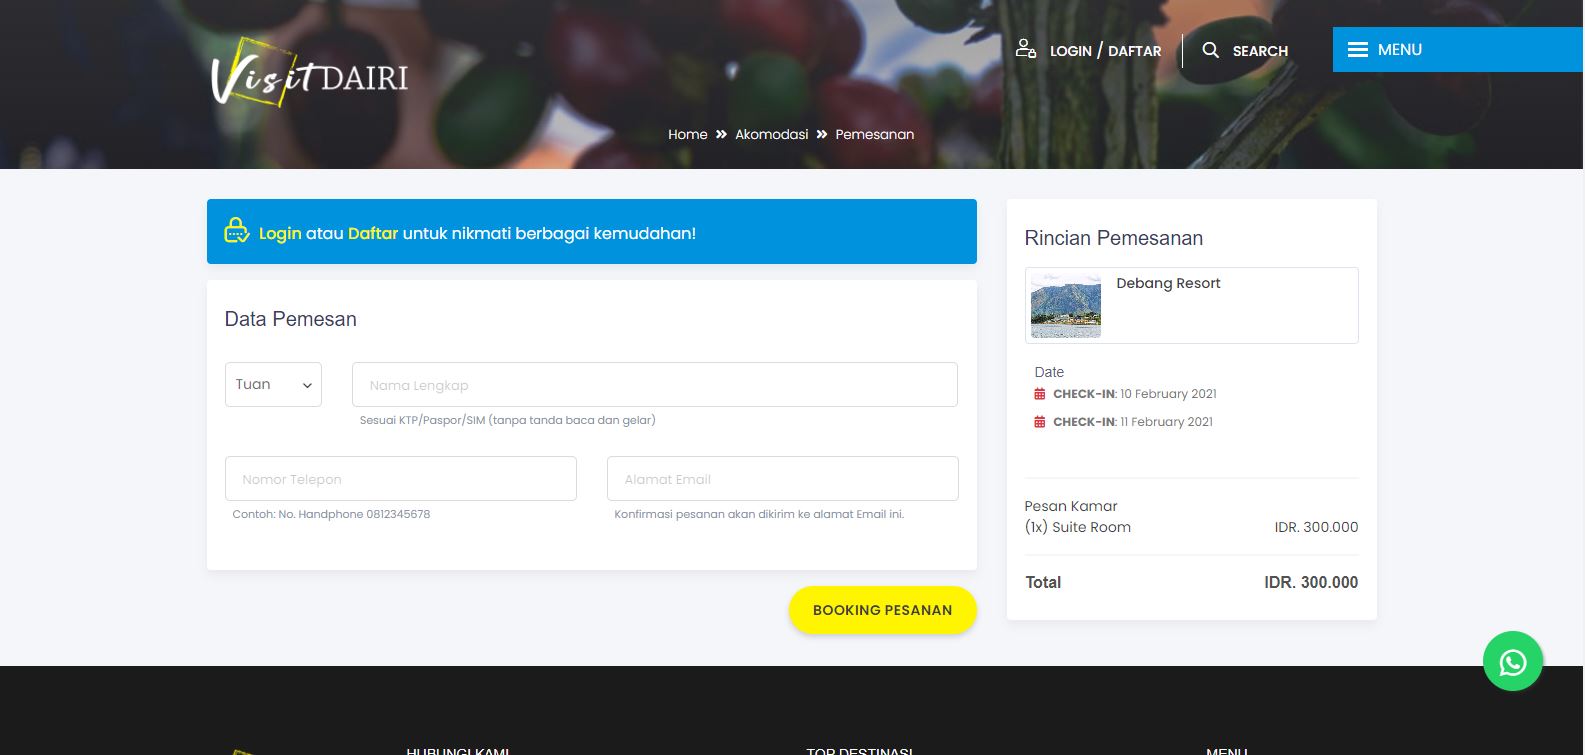 Visit DAIRI
LOGIN / DAFTAR
SEARCH
MENU
Home » Akomodasi » Pemesanan
Login atau Daftar untuk nikmati berbagai kemudahan!
Data Pemesan
Tuan
Nama Lengkap
Sesuai KTP/Paspor/SIM (tanpa tanda baca dan gelar)
Nomor Telepon
Alamat Email
Contoh: No. Handphone 0812345678
Konfirmasi pesanan akan dikirim ke alamat Email ini.
BOOKING PESANAN
Rincian Pemesanan
Debang Resort
Date
CHECK-IN: 10 February 2021
CHECK-IN: 11 February 2021
Pesan Kamar
(1x) Suite Room IDR. 300.000
Total IDR. 300.000
HUBUNGI KAMI
TOP DESTINASI
MENU